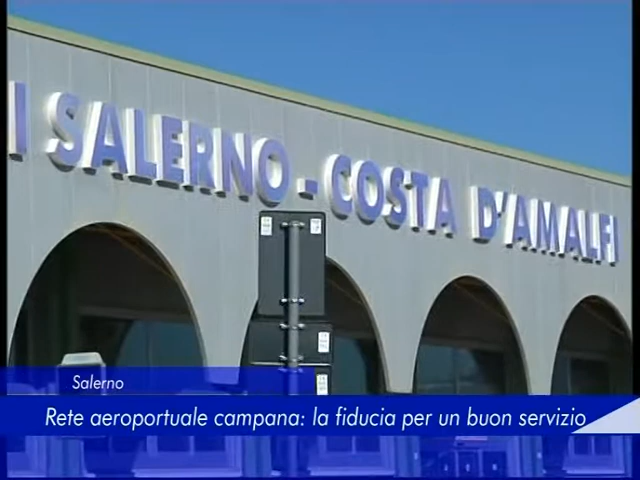 I SALERNO - COSTA D'AMALFI
Salerno
Rete aeroportuale campana: la fiducia per un buon servizio